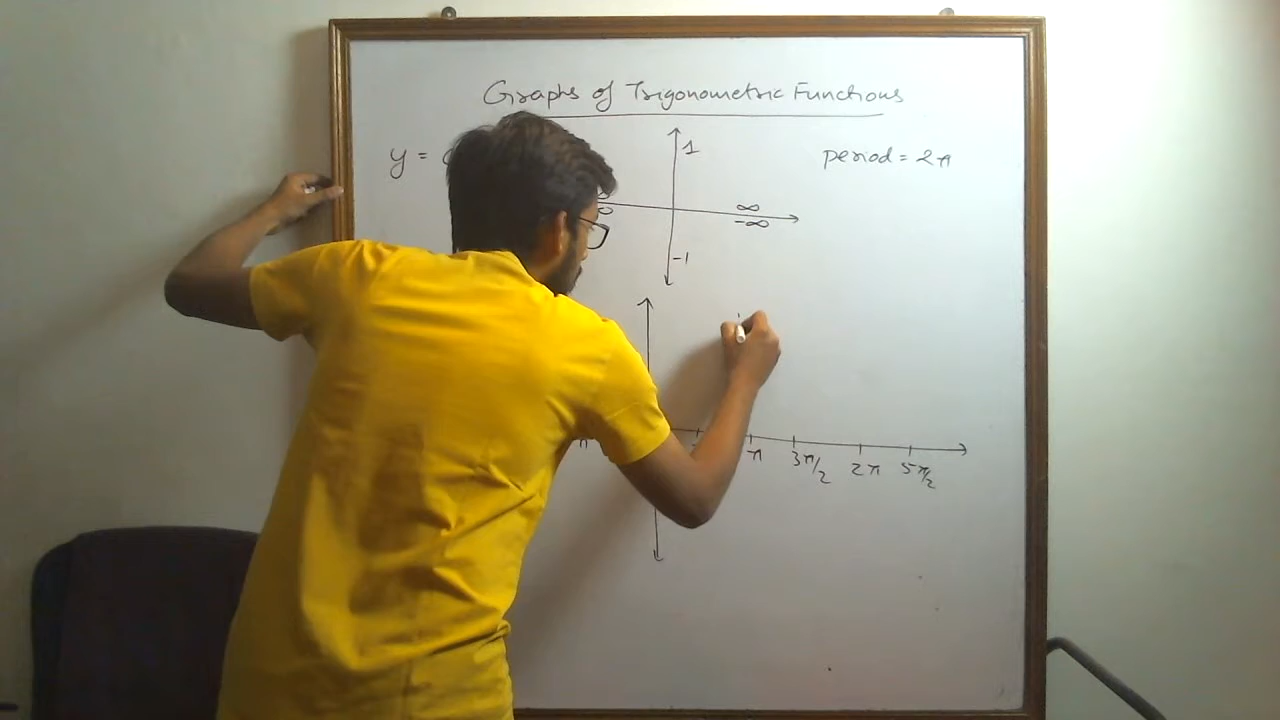 Graphs of Trigonometric Functions
y = c
1
period = 2π
∞
∞
-∞
-1
π
π
3π/2
2π
5π/2